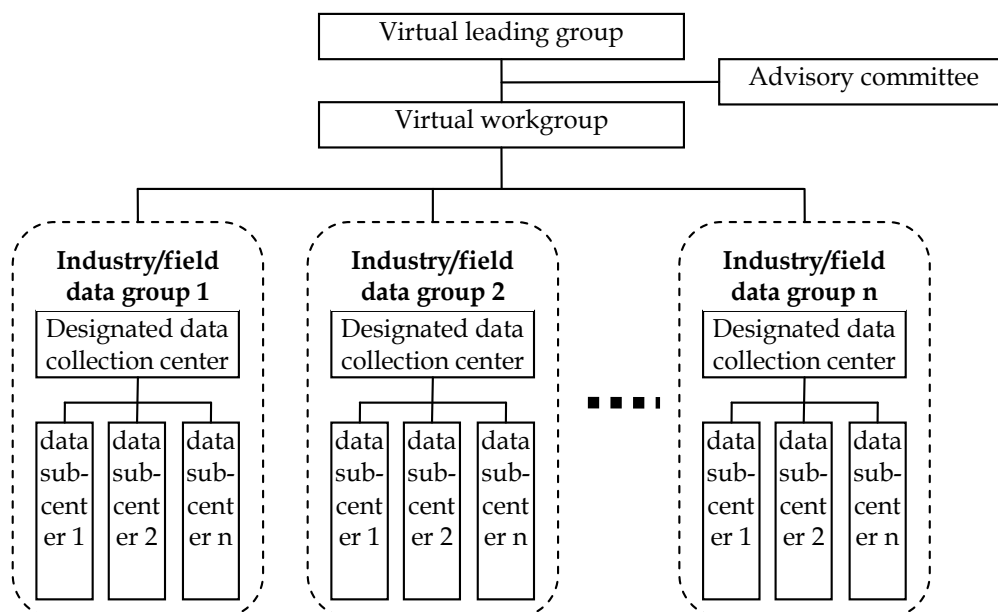 Virtual leading group
Advisory committee
Virtual workgroup
Industry/field
data group 1
Designated data
collection center
data
sub-
cent
er 1
data
sub-
cent
er 2
data
sub-
cent
er n
Industry/field
data group 2
Designated data
collection center
data
sub-
cent
er 1
data
sub-
cent
er 2
data
sub-
cent
er n
Industry/field
data group n
Designated data
collection center
data
sub-
cent
er 1
data
sub-
cent
er 2
data
sub-
cent
er n